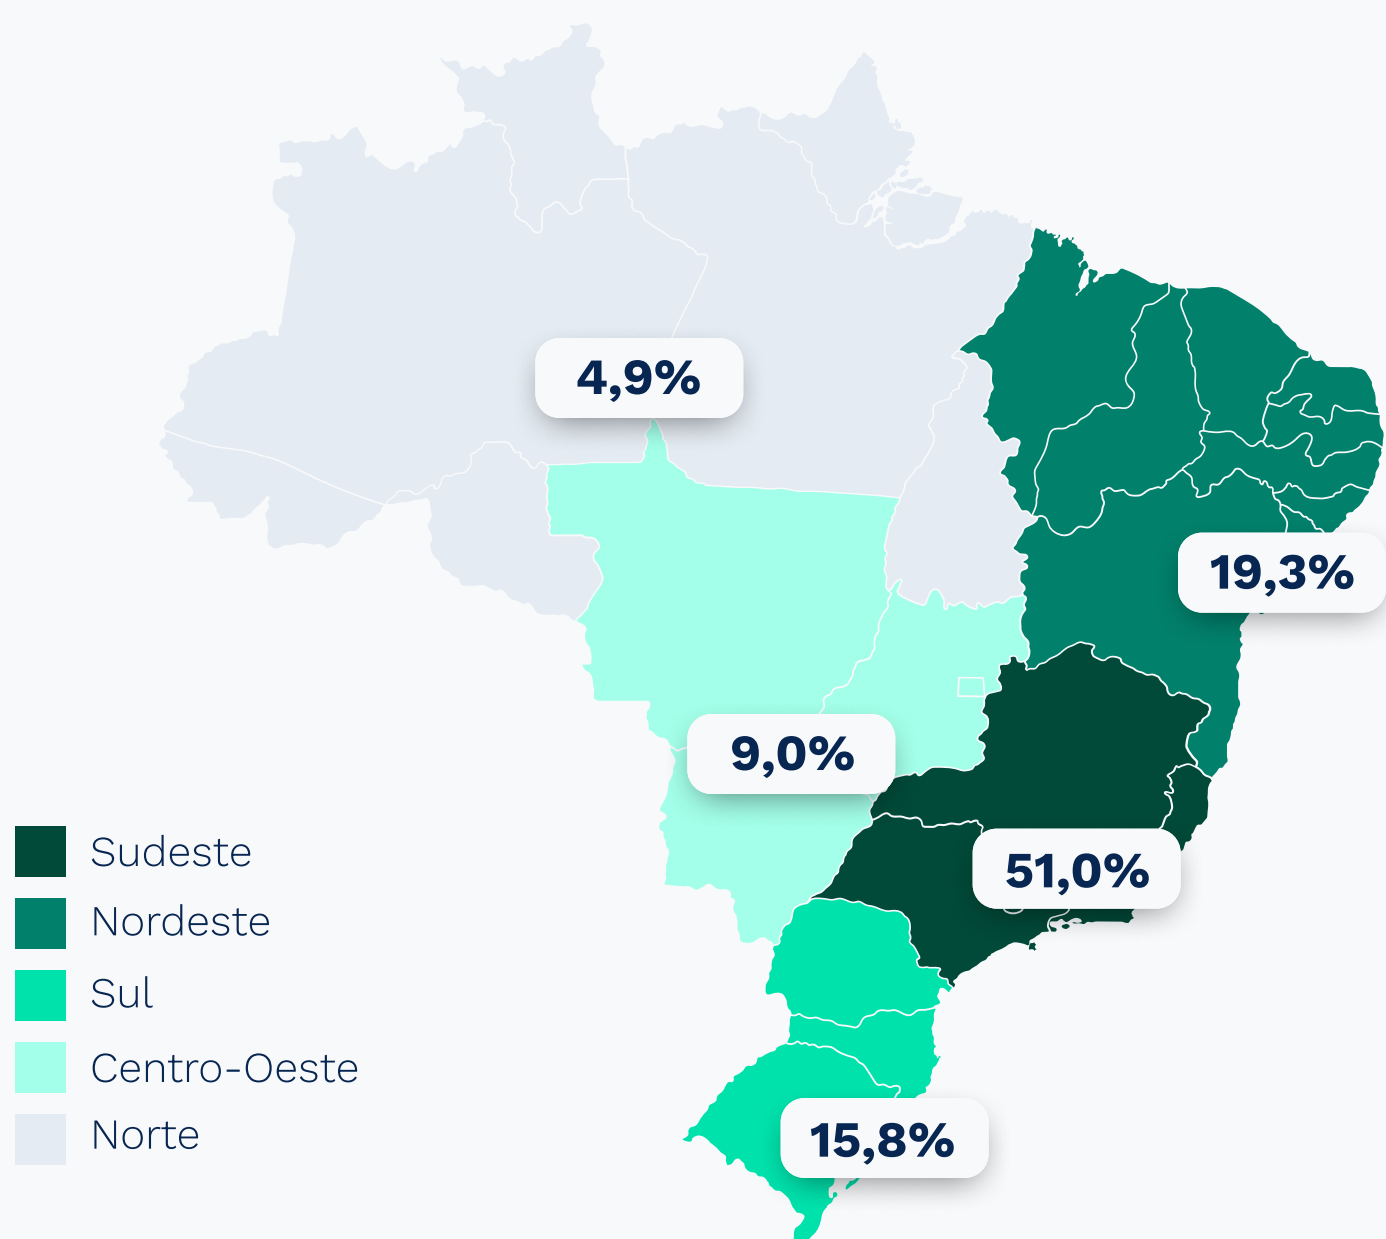 4,9%
19,3%
9,0%
51,0%
15,8%
Sudeste
Nordeste
Sul
Centro-Oeste
Norte